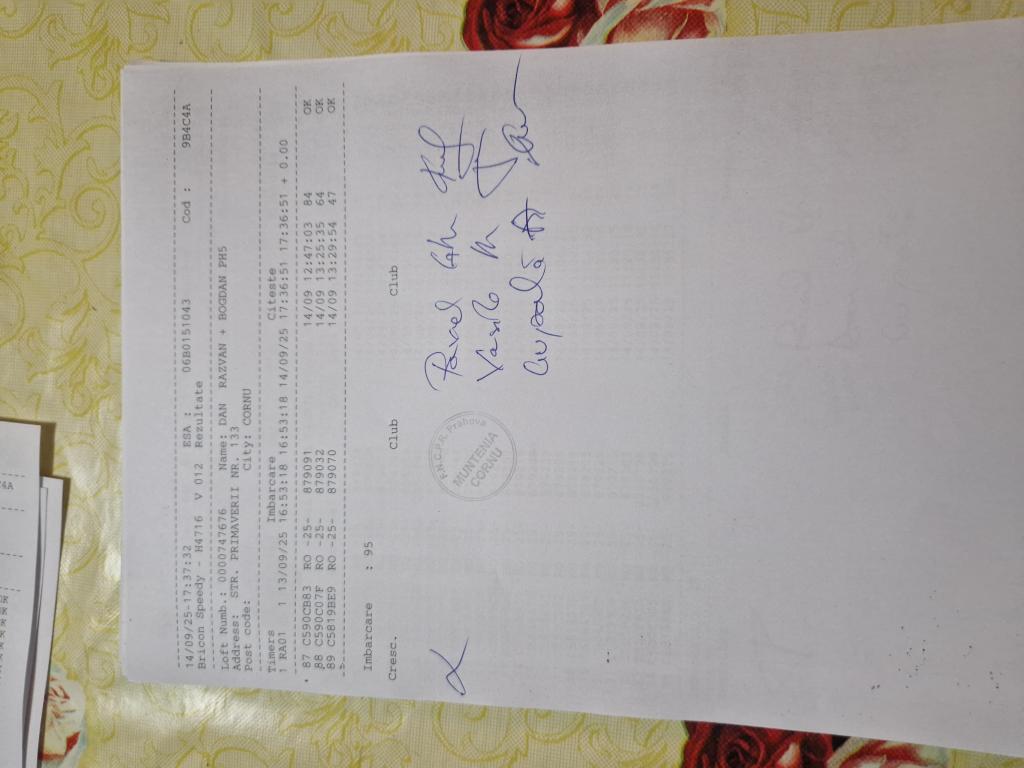 14/09/25-17:37:32 ESA : 06B0151043 Cod : 9B4C4A
Bricon Speedy - H4716 V 012 Rezultate
Loft Numb.: 0000747676 Name: DAN RAZVAN + BOGDAN PH5
Address: STR. PRIMAVERII NR. 133
Post code: City: CORNU
Timers Imbarcare Citeste
1 RA01 1 13/09/25 16:53:18 16:53:18 14/09/25 17:36:51 17:36:51 + 0.00
* 87 C590CB83 RO -25- 879091 14/09 12:47:03 84 OK
88 C590C07F RO -25- 879032 14/09 13:26:35 64 OK
89 C5819BE9 RO -25- 879070 14/09 13:29:54 47 OK
Imbarcare : 95
Cresc. Club Club
F.N.C.P.R. Prahova
MUNTENIA
CORNU
4A
OK